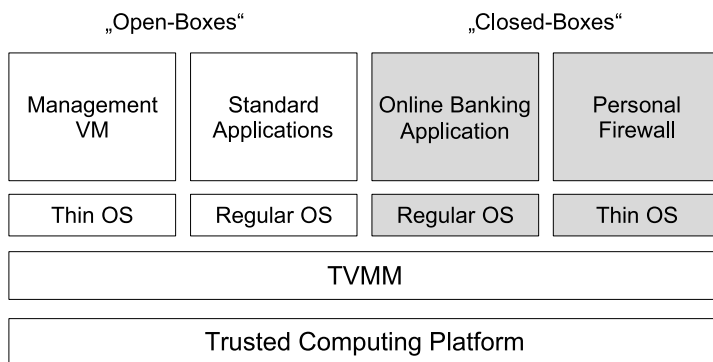 „Open-Boxes“
„Closed-Boxes“
Management
VM
Standard
Applications
Online Banking
Application
Personal
Firewall
Thin OS
Regular OS
Regular OS
Thin OS
TVMM
Trusted Computing Platform